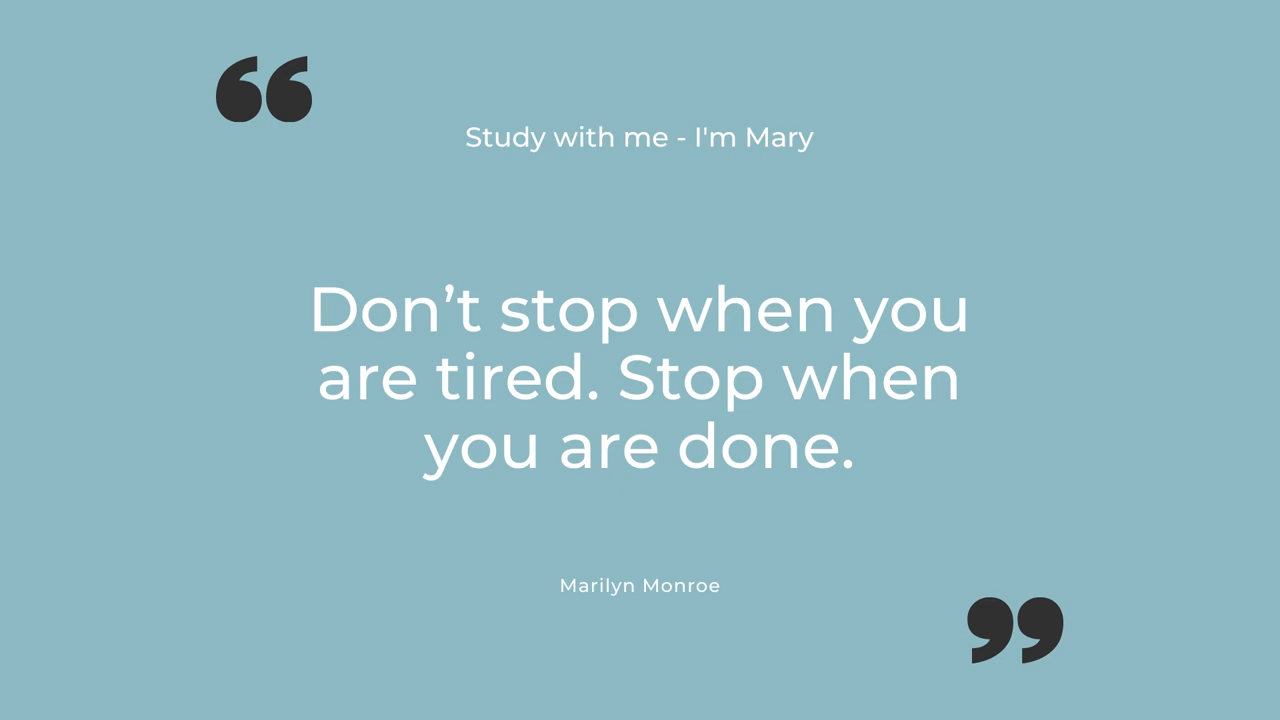 “
Study with me - I'm Mary
Don’t stop when you
are tired. Stop when
you are done.
Marilyn Monroe
”